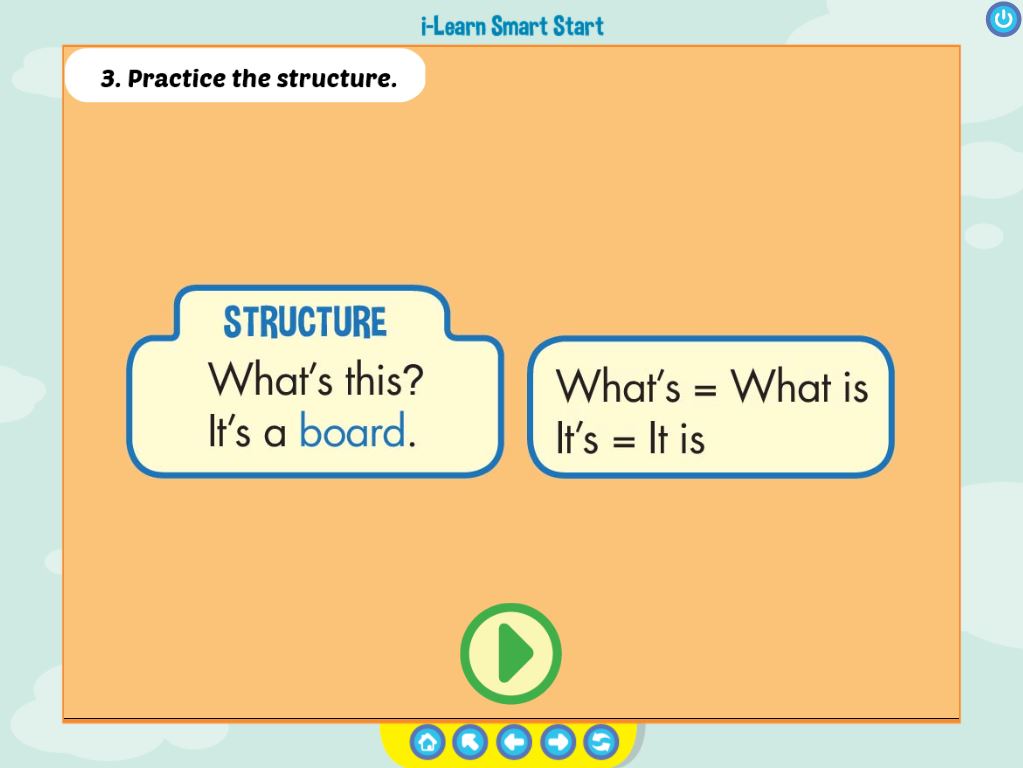 i-Learn Smart Start
3. Practice the structure.
STRUCTURE
What's this?
It's a board.
What's = What is
It's = It is